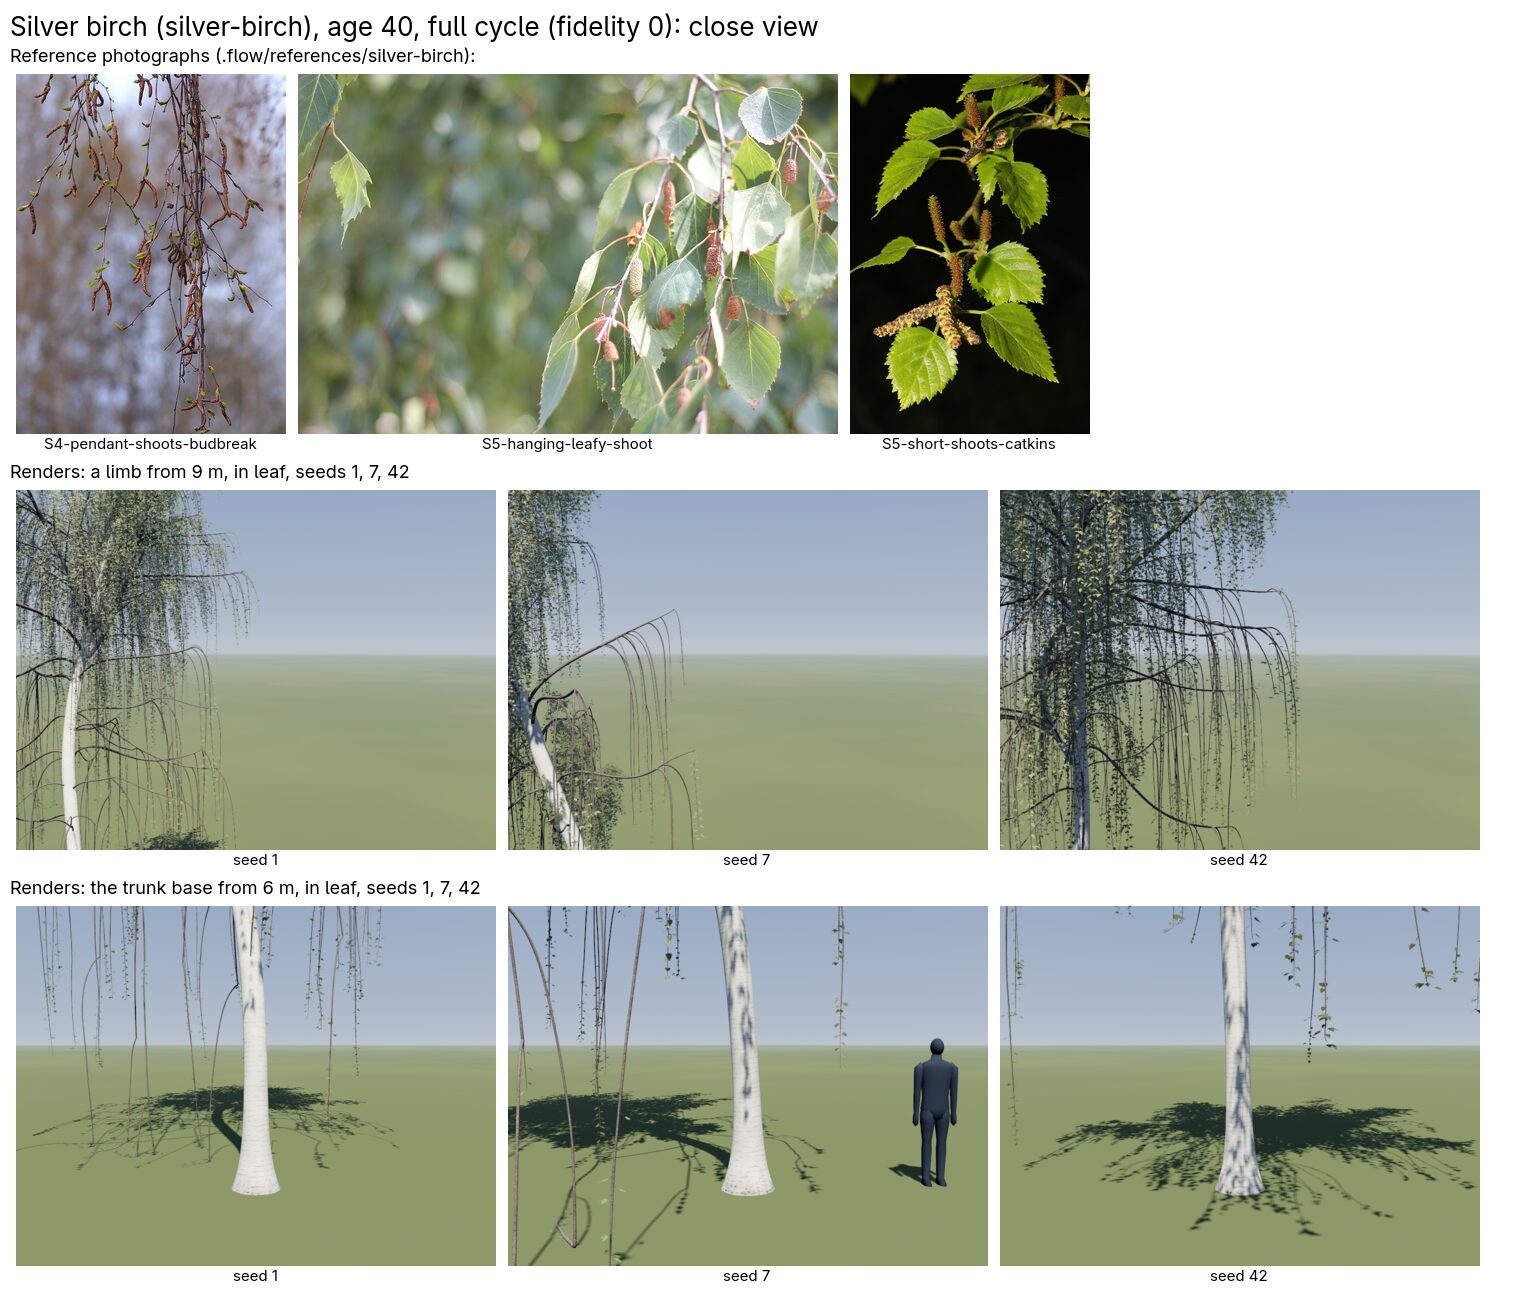 Silver birch (silver-birch), age 40, full cycle (fidelity 0): close view
Reference photographs (.flow/references/silver-birch):
S4-pendant-shoots-budbreak
S5-hanging-leafy-shoot
S5-short-shoots-catkins
Renders: a limb from 9 m, in leaf, seeds 1, 7, 42
seed 1
seed 7
seed 42
Renders: the trunk base from 6 m, in leaf, seeds 1, 7, 42
seed 1
seed 7
seed 42